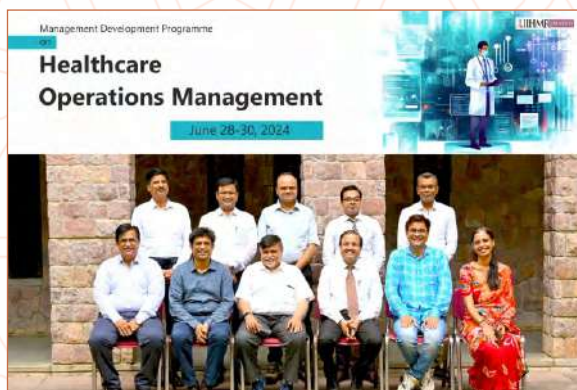 Management Development Programme
on
Healthcare
Operations Management
June 28-30, 2024
IIHMR